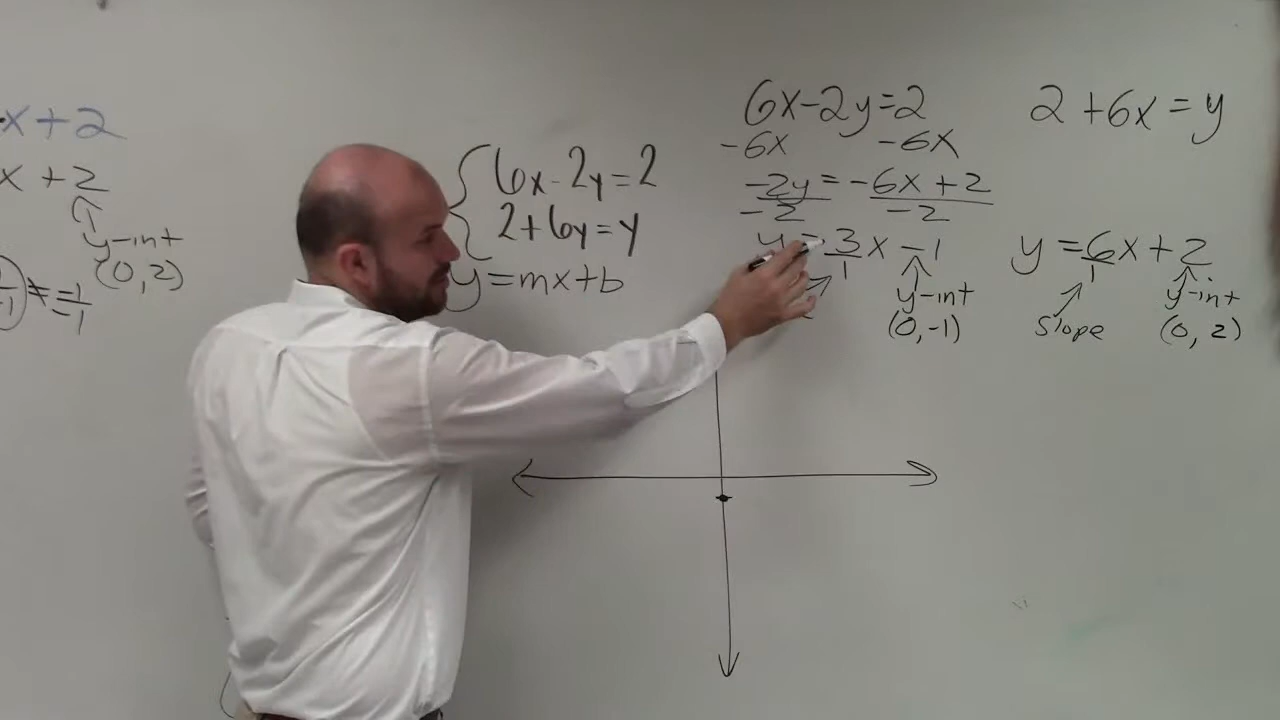 x + 2
x + 2
y-int
(0, 2)
-1 ≠ -1/-1
6x - 2y = 2
2 + 6y = y
y = mx + b
6x - 2y = 2
-6x -6x
-2y = -6x + 2
-2 -2
y = 3/1 x - 1
y-int
(0, -1)
2 + 6x = y
y = 6/1 x + 2
slope
y-int
(0, 2)